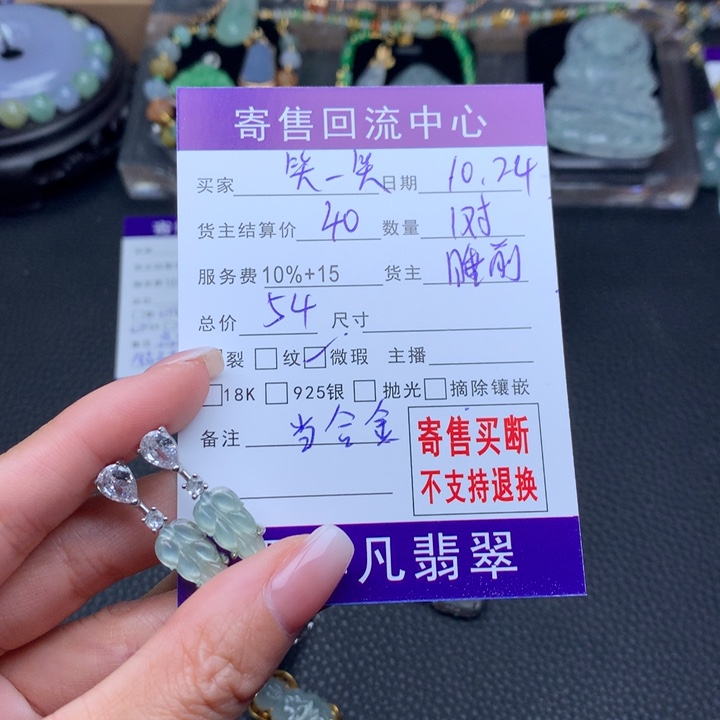 寄售回流中心
买家 笑一笑 日期 10.24
货主结算价 40 数量 1对
服务费 10%+15 货主 睡前
总价 54 尺寸
裂 纹 微瑕 主播
18K 925银 抛光 摘除镶嵌
备注 当合金
寄售买断
不支持退换
凡翡翠